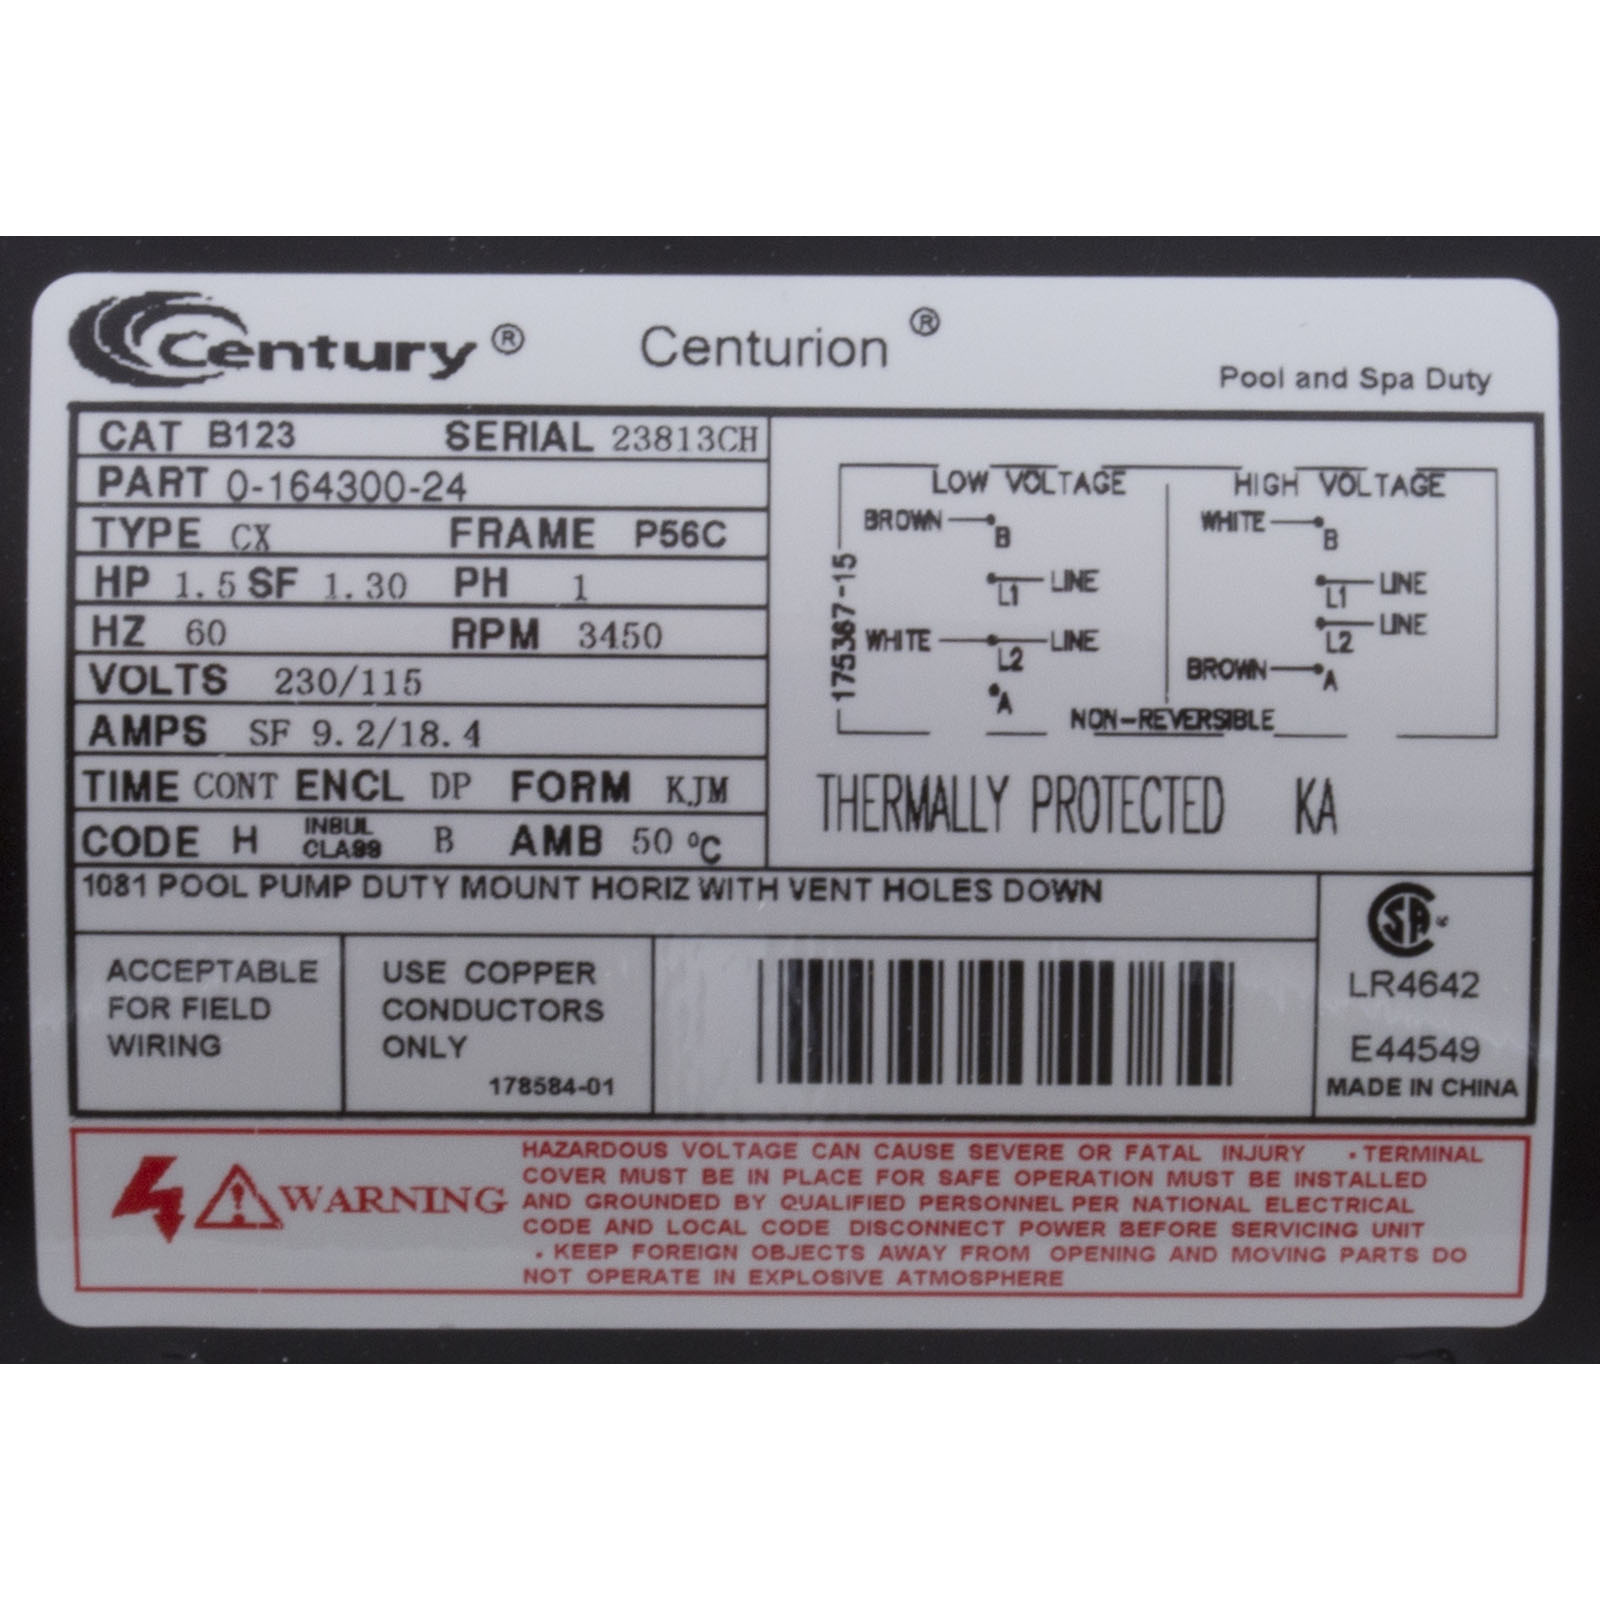 Century®
Centurion®
Pool and Spa Duty
CAT B123 SERIAL 23813CH
PART 0-164300-24
TYPE CX FRAME P56C
HP 1.5 SF 1.30 PH 1
HZ 60 RPM 3450
VOLTS 230/115
AMPS SF 9.2/18.4
TIME CONT ENCL DP FORM KJM
CODE H INBUL CLA99 B AMB 50 °C
175367-15
LOW VOLTAGE
BROWN B
L1 LINE
WHITE L2 LINE
A
HIGH VOLTAGE
WHITE B
L1 LINE
L2 LINE
BROWN A
NON-REVERSIBLE
THERMALLY PROTECTED KA
1081 POOL PUMP DUTY MOUNT HORIZ WITH VENT HOLES DOWN
ACCEPTABLE
FOR FIELD
WIRING
USE COPPER
CONDUCTORS
ONLY
178584-01
SA
LR4642
E44549
MADE IN CHINA
WARNING
HAZARDOUS VOLTAGE CAN CAUSE SEVERE OR FATAL INJURY • TERMINAL
COVER MUST BE IN PLACE FOR SAFE OPERATION MUST BE INSTALLED
AND GROUNDED BY QUALIFIED PERSONNEL PER NATIONAL ELECTRICAL
CODE AND LOCAL CODE DISCONNECT POWER BEFORE SERVICING UNIT
• KEEP FOREIGN OBJECTS AWAY FROM OPENING AND MOVING PARTS DO
NOT OPERATE IN EXPLOSIVE ATMOSPHERE